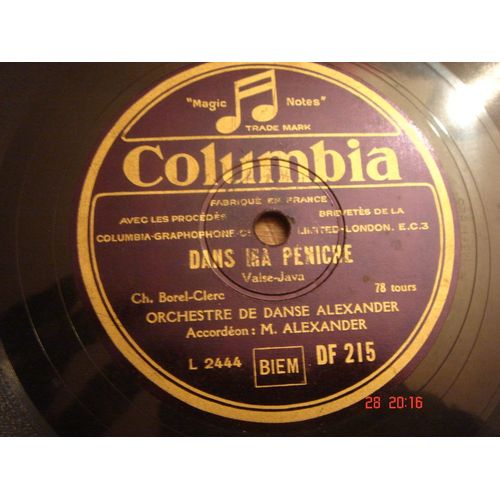 "Magic Notes"
TRADE MARK
Columbia
FABRIQUÉ EN FRANCE
AVEC LES PROCÉDÉS BREVETÉS DE LA
COLUMBIA-GRAPHOPHONE-C LIMITED-LONDON. E.C.3
DANS MA PÉNICHE
Valse-Java
Ch. Borel-Clerc 78 tours
ORCHESTRE DE DANSE ALEXANDER
Accordéon: M. ALEXANDER
L 2444 BIEM DF 215
28 20:16